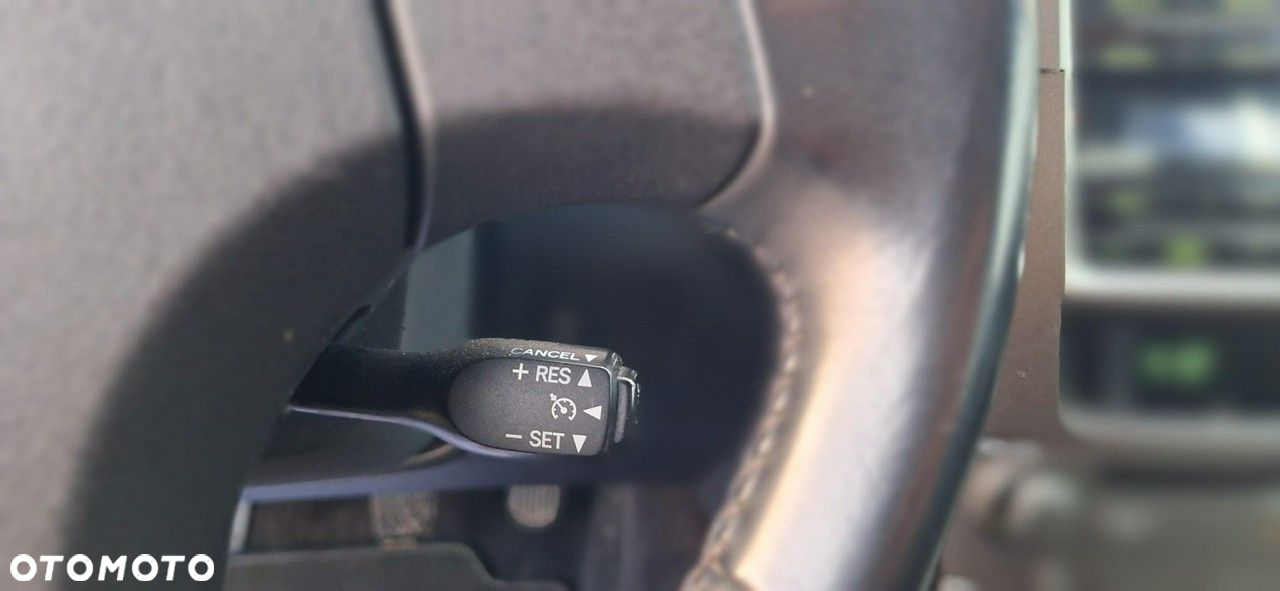 CANCEL ▼
+ RES ▲
◄
− SET ▼
OTOMOTO